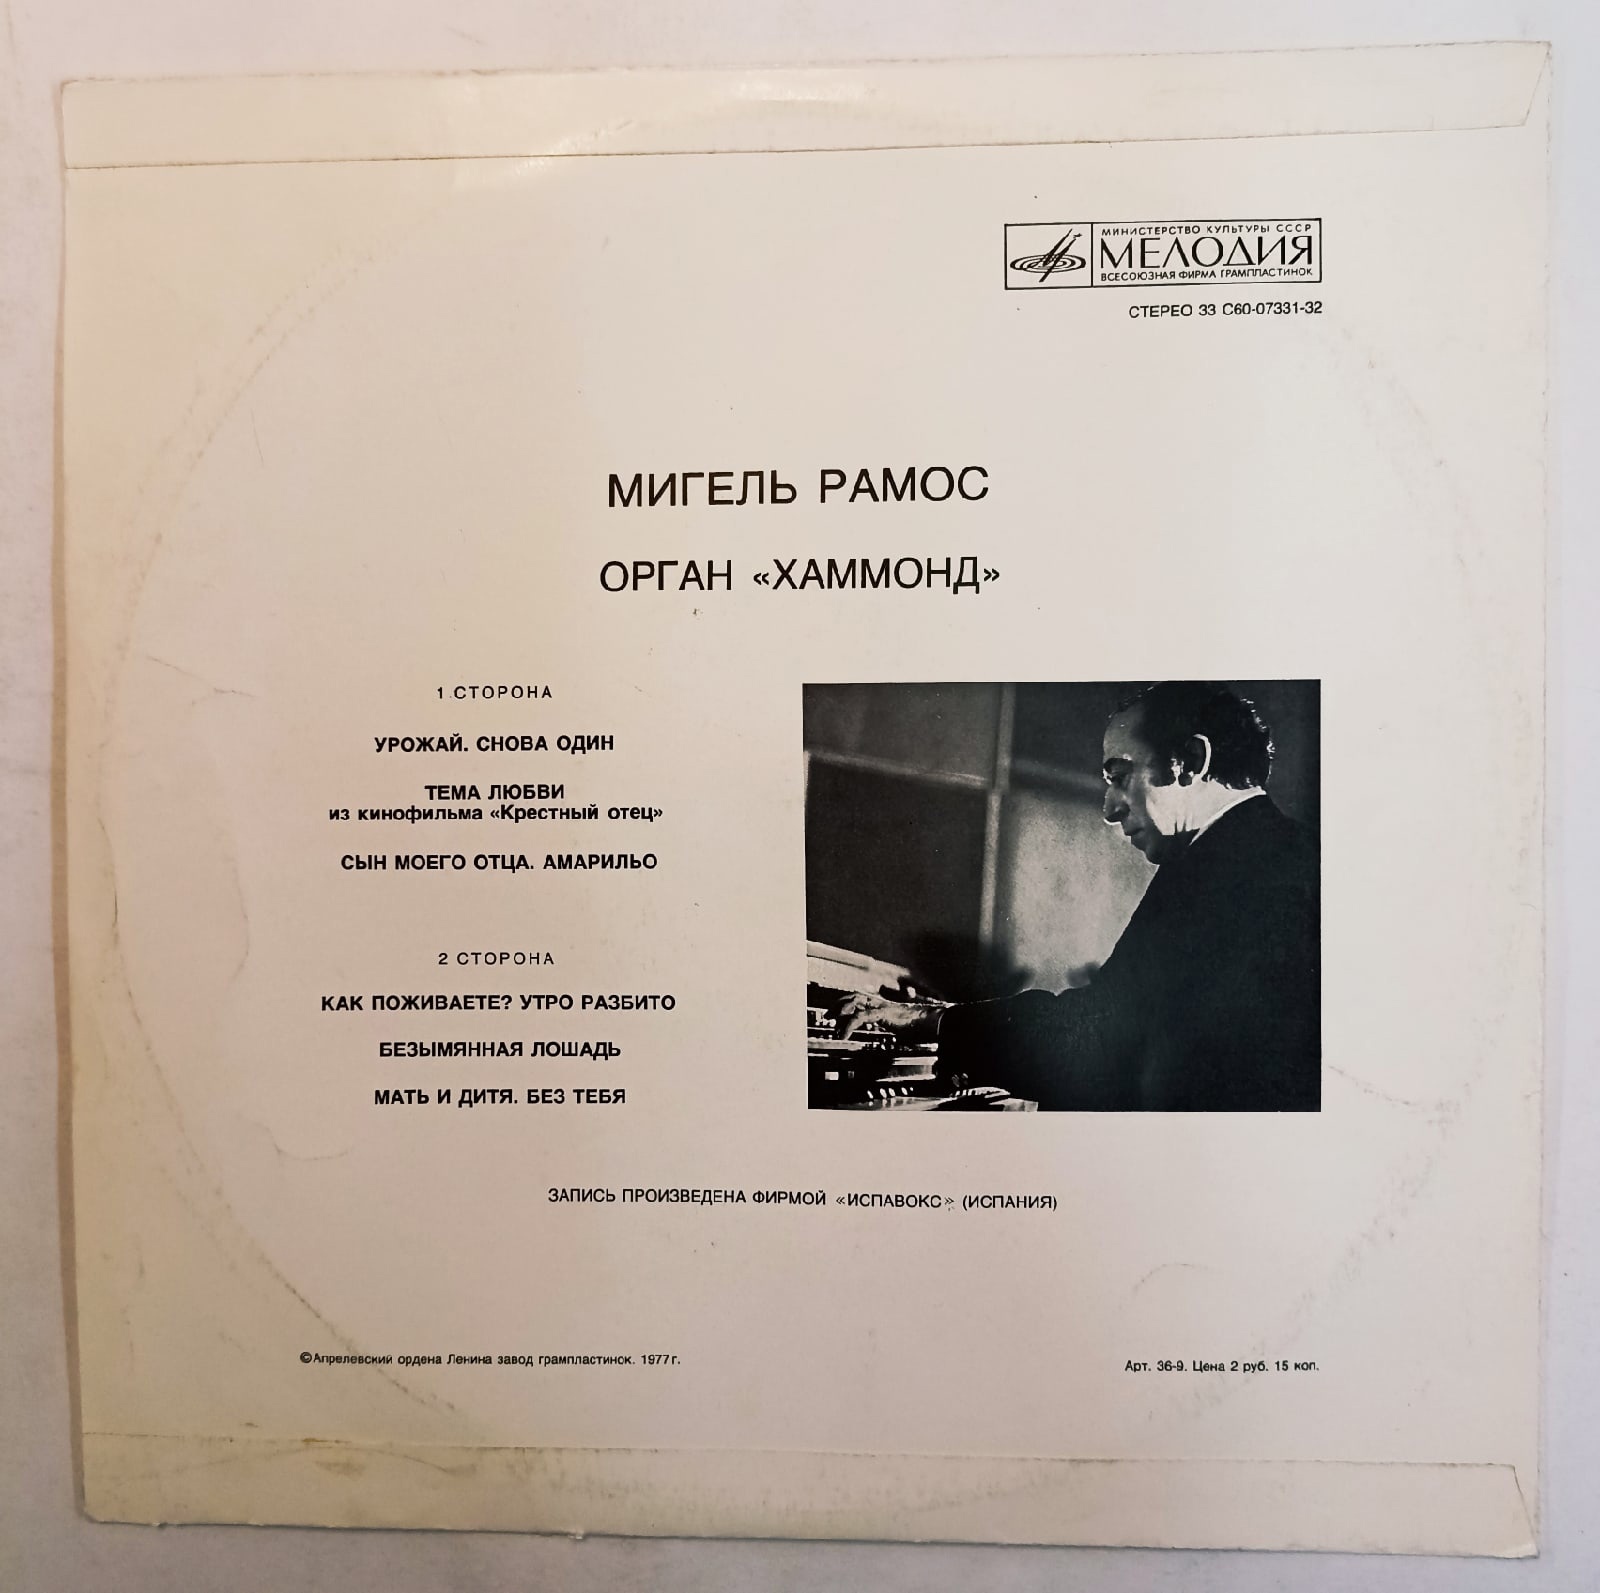 МИНИСТЕРСТВО КУЛЬТУРЫ СССР
МЕЛОДИЯ
ВСЕСОЮЗНАЯ ФИРМА ГРАМПЛАСТИНОК
СТЕРЕО 33 С60-07331-32
МИГЕЛЬ РАМОС
ОРГАН «ХАММОНД»
1 СТОРОНА
УРОЖАЙ. СНОВА ОДИН
ТЕМА ЛЮБВИ
из кинофильма «Крестный отец»
СЫН МОЕГО ОТЦА. АМАРИЛЬО
2 СТОРОНА
КАК ПОЖИВАЕТЕ? УТРО РАЗБИТО
БЕЗЫМЯННАЯ ЛОШАДЬ
МАТЬ И ДИТЯ. БЕЗ ТЕБЯ
ЗАПИСЬ ПРОИЗВЕДЕНА ФИРМОЙ «ИСПАВОКС» (ИСПАНИЯ)
©Апрелевский ордена Ленина завод грампластинок. 1977г.
Арт. 36-9. Цена 2 руб. 15 коп.